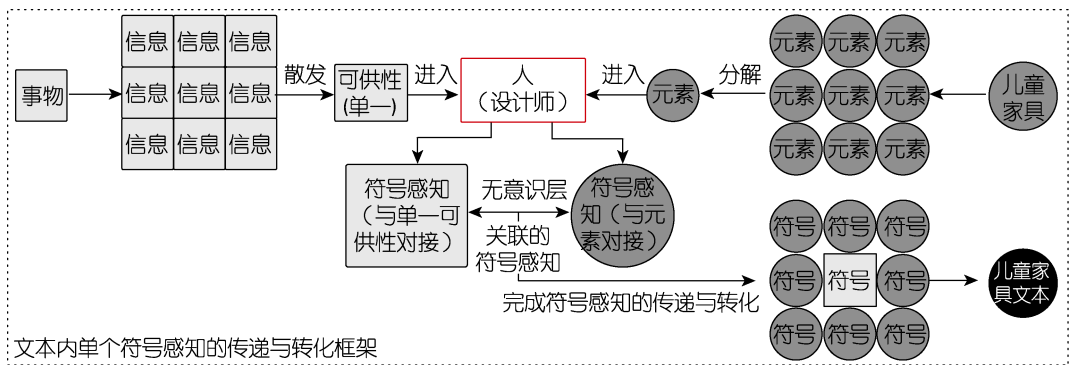 事物
信息 信息 信息
信息 信息 信息
信息 信息 信息
散发
可供性
(单一)
进入
人
（设计师）
进入
元素
分解
元素 元素 元素
元素 元素 元素
元素 元素 元素
儿童
家具
符号感知
（与单一可
供性对接）
无意识层
关联的
符号感知
符号感
知（与元
素对接）
完成符号感知的传递与转化
符号 符号 符号
符号 符号 符号
符号 符号 符号
儿童家
具文本
文本内单个符号感知的传递与转化框架